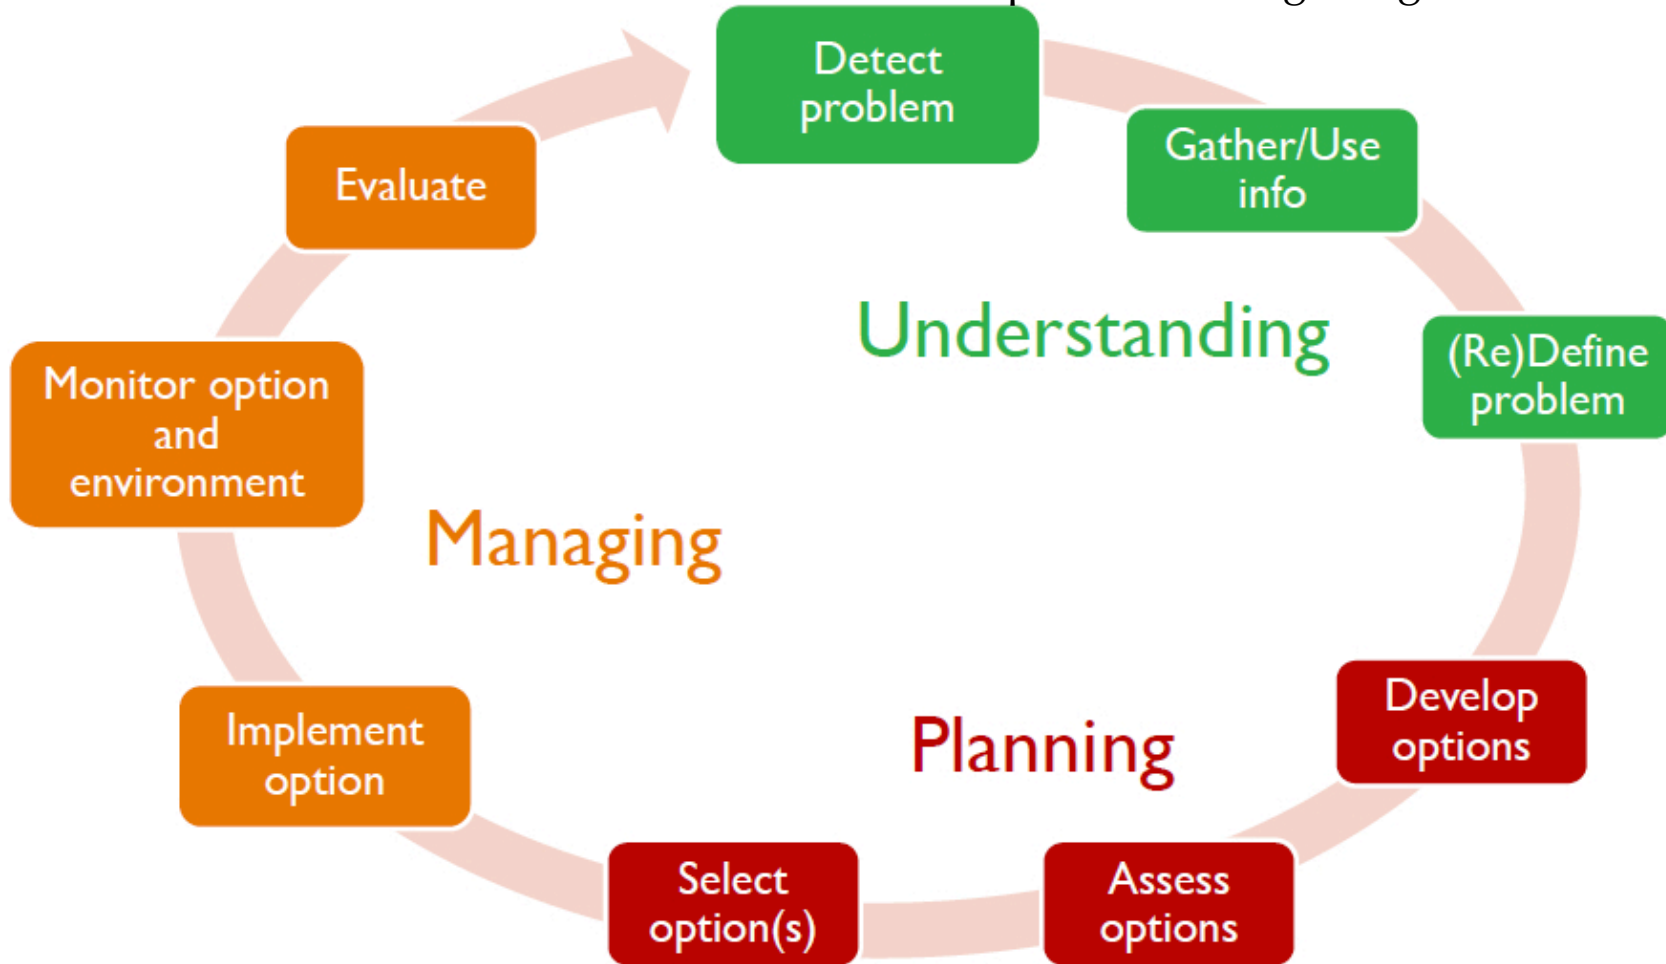 Detect
problem
Gather/Use
info
(Re)Define
problem
Develop
options
Assess
options
Select
option(s)
Implement
option
Monitor option
and
environment
Evaluate
Understanding
Planning
Managing